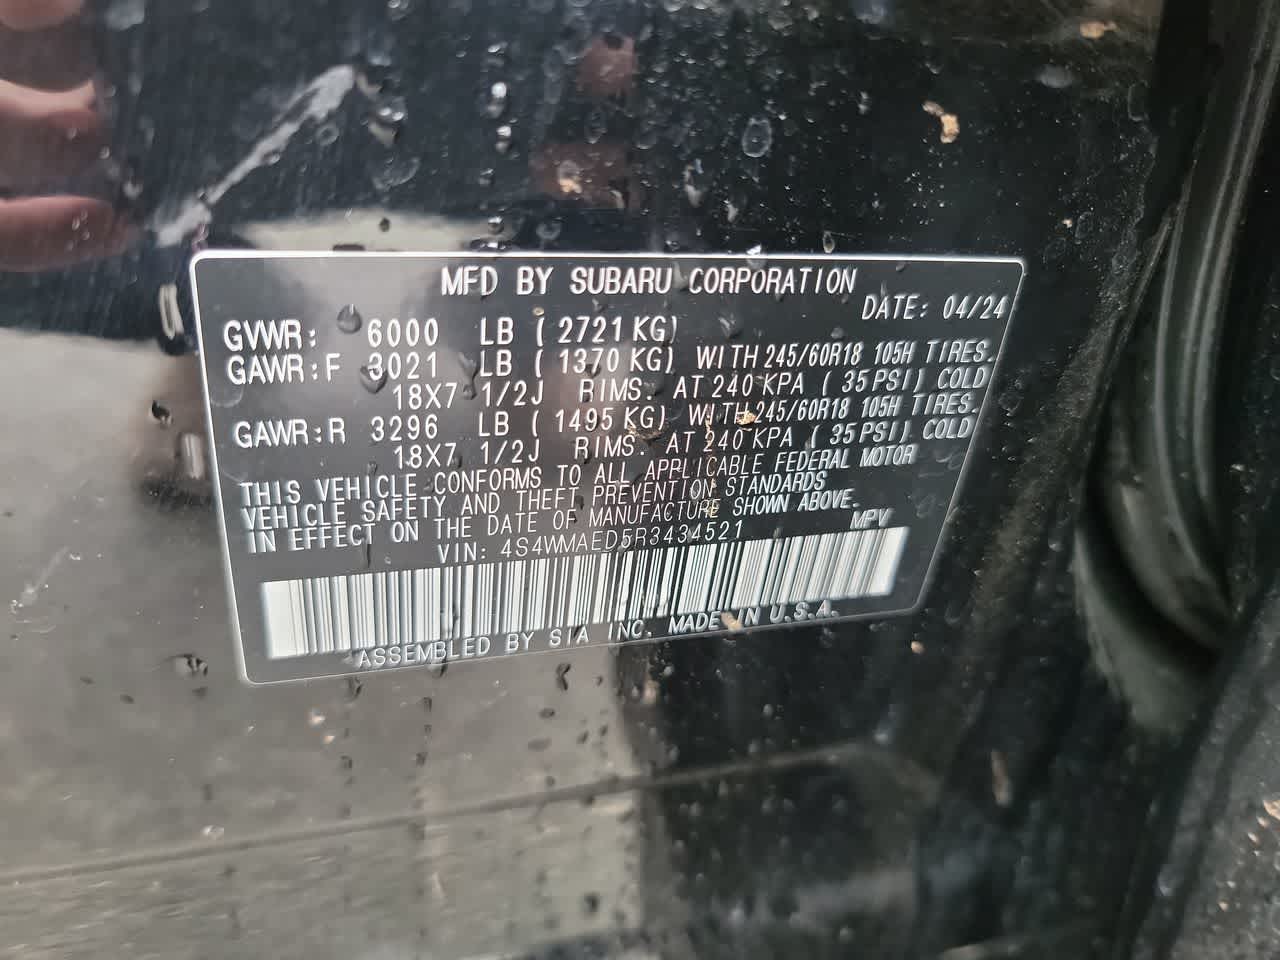 MFD BY SUBARU CORPORATION
DATE: 04/24
GVWR: 6000 LB (2721KG)
GAWR:F 3021 LB (1370 KG) WITH 245/60R18 105H TIRES.
18X7 1/2J RIMS. AT 240 KPA (35 PSI) COLD
GAWR:R 3296 LB (1495 KG) WITH 245/60R18 105H TIRES.
18X7 1/2J RIMS. AT 240 KPA (35 PSI) COLD
THIS VEHICLE CONFORMS TO ALL APPLICABLE FEDERAL MOTOR
VEHICLE SAFETY AND THEFT PREVENTION STANDARDS
IN EFFECT ON THE DATE OF MANUFACTURE SHOWN ABOVE.
VIN: 4S4WMAED5R3434521 MPV
ASSEMBLED BY SIA INC. MADE IN U.S.A.